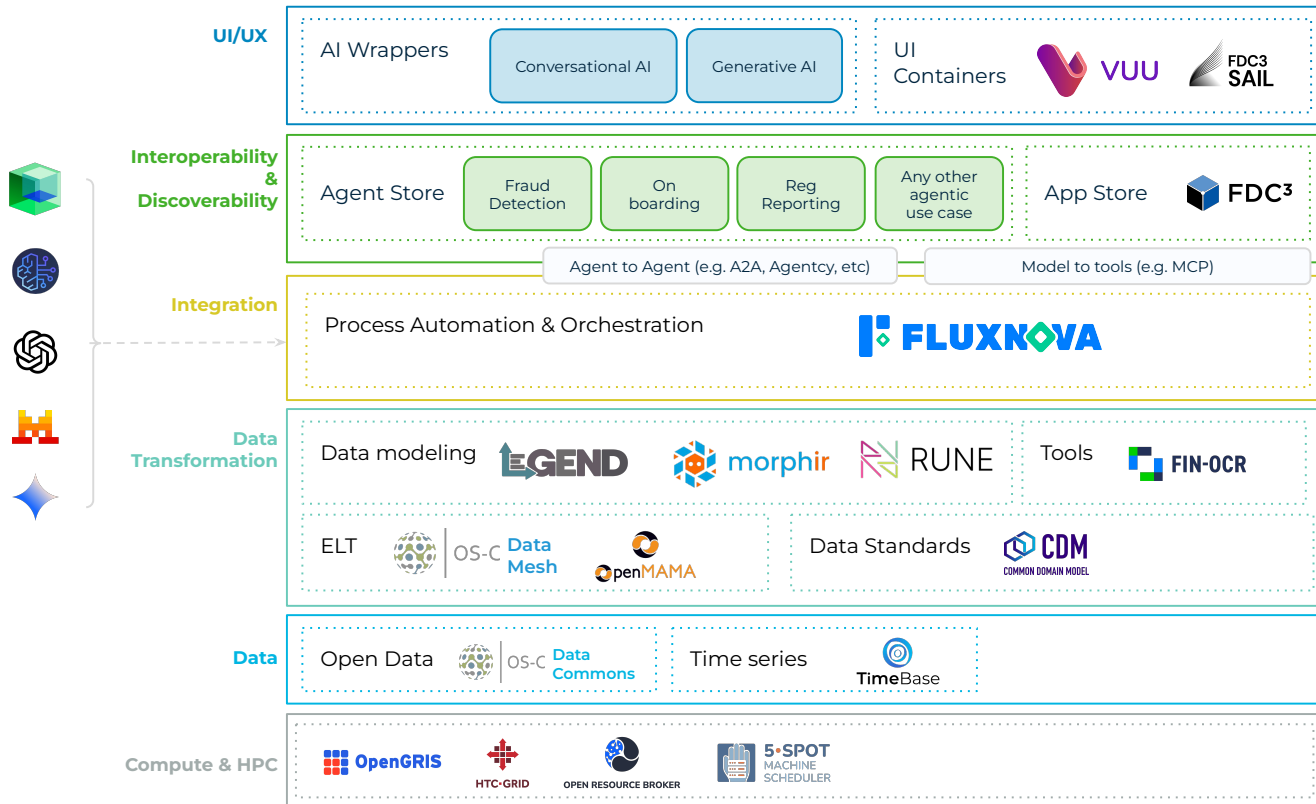 UI/UX
AI Wrappers
Conversational AI
Generative AI
UI
Containers
VUU
FDC3
SAIL
Interoperability
&
Discoverability
Agent Store
Fraud
Detection
On
boarding
Reg
Reporting
Any other
agentic
use case
App Store
FDC3
Agent to Agent (e.g. A2A, Agentcy, etc)
Model to tools (e.g. MCP)
Integration
Process Automation & Orchestration
FLUXNOVA
Data
Transformation
Data modeling
LEGEND
morphir
RUNE
Tools
FIN-OCR
ELT
OS-C
Data
Mesh
OpenMAMA
Data Standards
CDM
COMMON DOMAIN MODEL
Data
Open Data
OS-C
Data
Commons
Time series
TimeBase
Compute & HPC
OpenGRIS
HTC•GRID
OPEN RESOURCE BROKER
5•SPOT
MACHINE
SCHEDULER